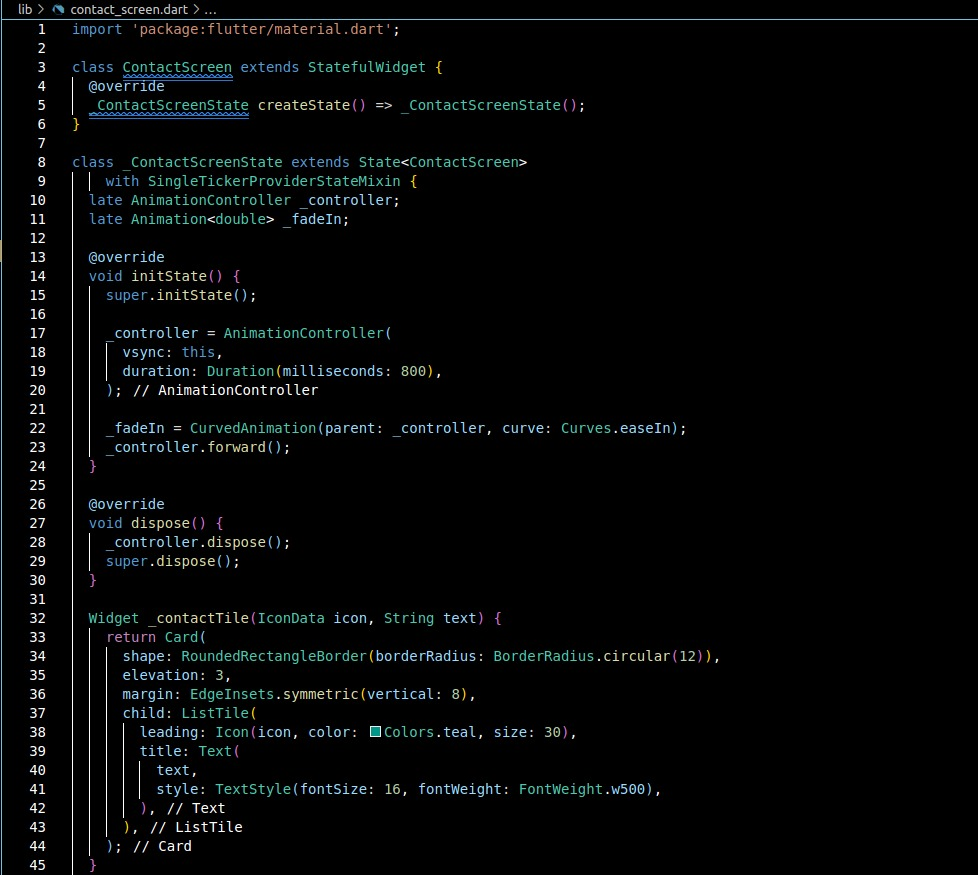 lib > contact_screen.dart > ...
1 import 'package:flutter/material.dart';
2
3 class ContactScreen extends StatefulWidget {
4   @override
5   _ContactScreenState createState() => _ContactScreenState();
6 }
7
8 class _ContactScreenState extends State<ContactScreen>
9     with SingleTickerProviderStateMixin {
10   late AnimationController _controller;
11   late Animation<double> _fadeIn;
12
13   @override
14   void initState() {
15     super.initState();
16
17     _controller = AnimationController(
18       vsync: this,
19       duration: Duration(milliseconds: 800),
20     ); // AnimationController
21
22     _fadeIn = CurvedAnimation(parent: _controller, curve: Curves.easeIn);
23     _controller.forward();
24   }
25
26   @override
27   void dispose() {
28     _controller.dispose();
29     super.dispose();
30   }
31
32   Widget _contactTile(IconData icon, String text) {
33     return Card(
34       shape: RoundedRectangleBorder(borderRadius: BorderRadius.circular(12)),
35       elevation: 3,
36       margin: EdgeInsets.symmetric(vertical: 8),
37       child: ListTile(
38         leading: Icon(icon, color: Colors.teal, size: 30),
39         title: Text(
40           text,
41           style: TextStyle(fontSize: 16, fontWeight: FontWeight.w500),
42         ), // Text
43       ), // ListTile
44     ); // Card
45   }